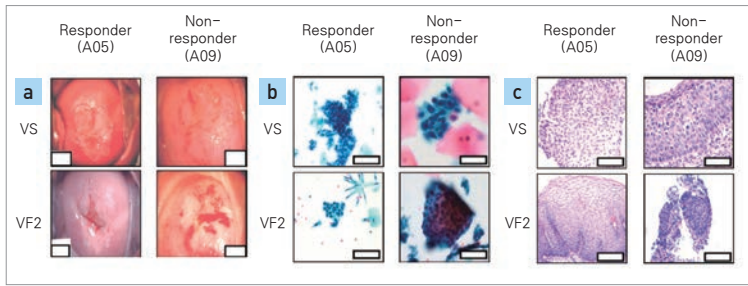 Responder
(A05)
Non-
responder
(A09)
Responder
(A05)
Non-
responder
(A09)
Responder
(A05)
Non-
responder
(A09)
a
b
c
VS
VS
VS
VF2
VF2
VF2